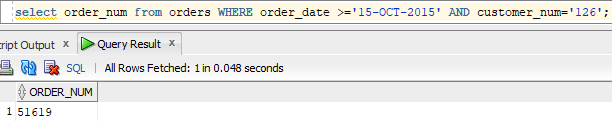 select order_num from orders WHERE order_date >='15-OCT-2015' AND customer_num='126';
cript Output x Query Result x
SQL | All Rows Fetched: 1 in 0.048 seconds
ORDER_NUM
1 51619